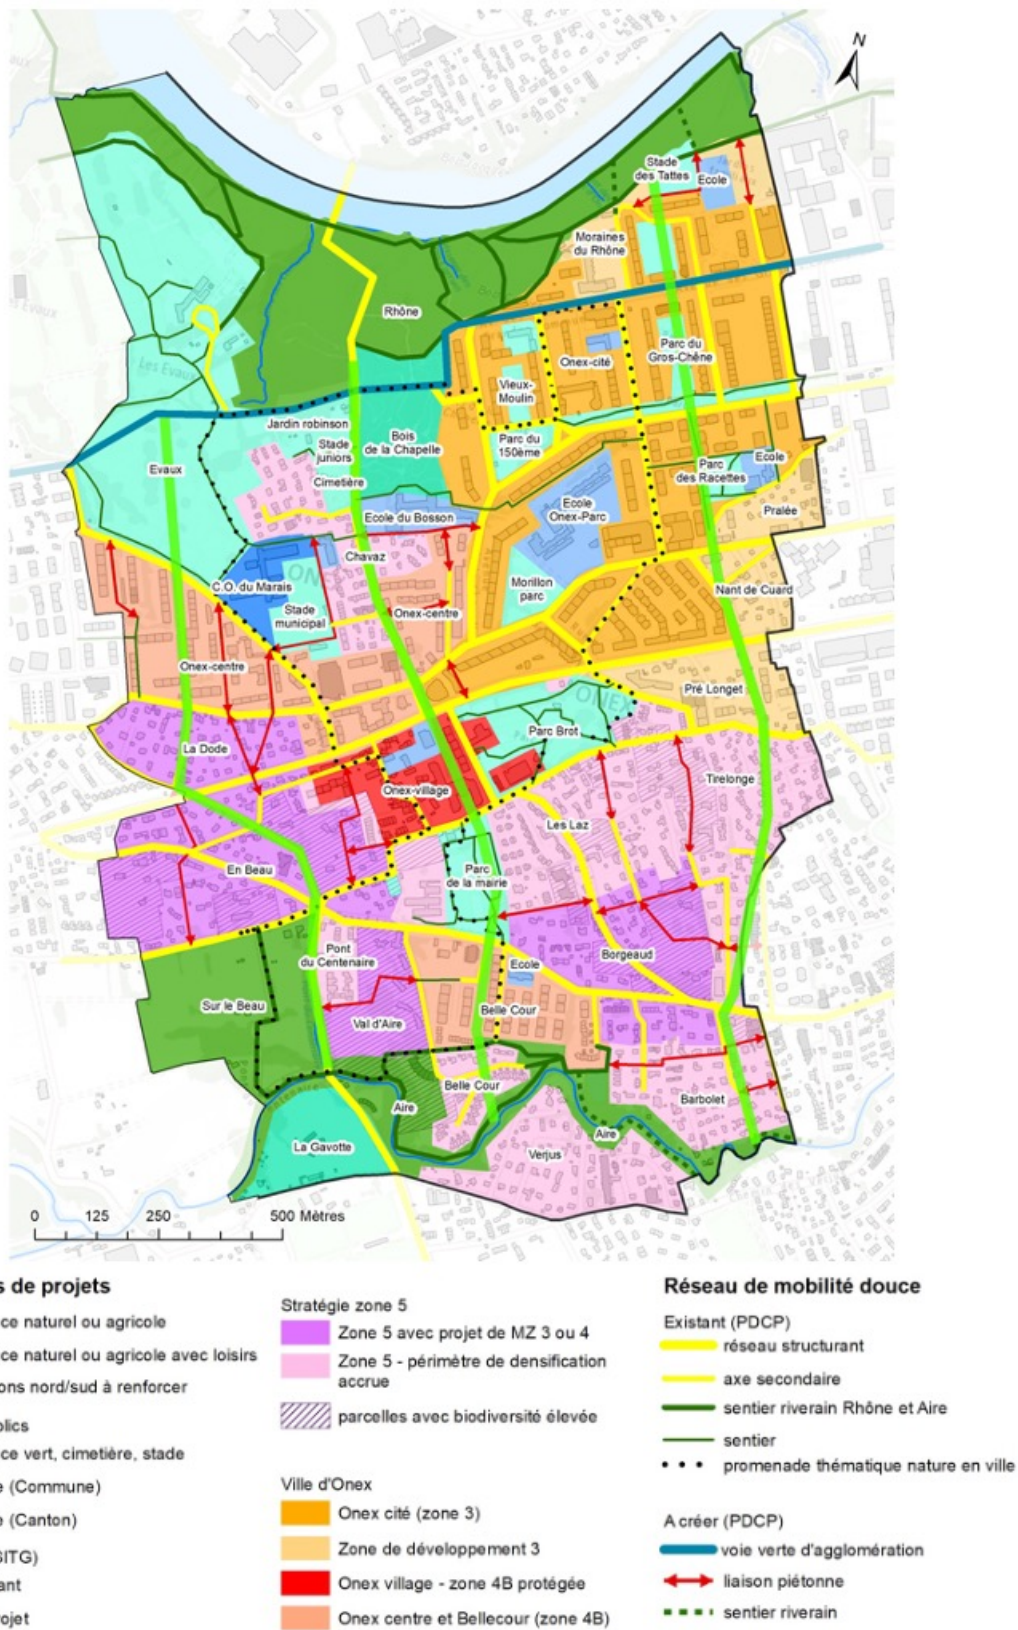 N
Stade
des Tattes
Ecole
Moraines
du Rhône
Rhône
Parc du
Gros-Chêne
Onex-cité
Vieux-
Moulin
Les Evaux
Jardin robinson
Stade
juniors
Bois
de la Chapelle
Parc du
150ème
Evaux
Cimetière
Parc
des Racettes
Ecole
Ecole
Onex-Parc
Ecole du Bosson
Pralée
Chavaz
C.O. du Marais
Morillon
parc
Nant de Cuard
Stade
municipal
Onex-centre
Onex-centre
Pré Longet
ONEX
Parc Brot
La Dode
Tirelonge
Onex-village
Les Laz
En Beau
Parc
de la mairie
Pont
du Centenaire
Ecole
Borgeaud
Sur le Beau
Belle Cour
Val d'Aire
Belle Cour
Barbolet
Aire
Aire
La Gavotte
Verjus
0 125 250 500 Mètres
s de projets
ce naturel ou agricole
ce naturel ou agricole avec loisirs
ons nord/sud à renforcer
olics
ce vert, cimetière, stade
e (Commune)
e (Canton)
SITG)
ant
rojet
Stratégie zone 5
Zone 5 avec projet de MZ 3 ou 4
Zone 5 - périmètre de densification
accrue
parcelles avec biodiversité élevée
Ville d'Onex
Onex cité (zone 3)
Zone de développement 3
Onex village - zone 4B protégée
Onex centre et Bellecour (zone 4B)
Réseau de mobilité douce
Existant (PDCP)
réseau structurant
axe secondaire
sentier riverain Rhône et Aire
sentier
promenade thématique nature en ville
A créer (PDCP)
voie verte d'agglomération
liaison piétonne
sentier riverain